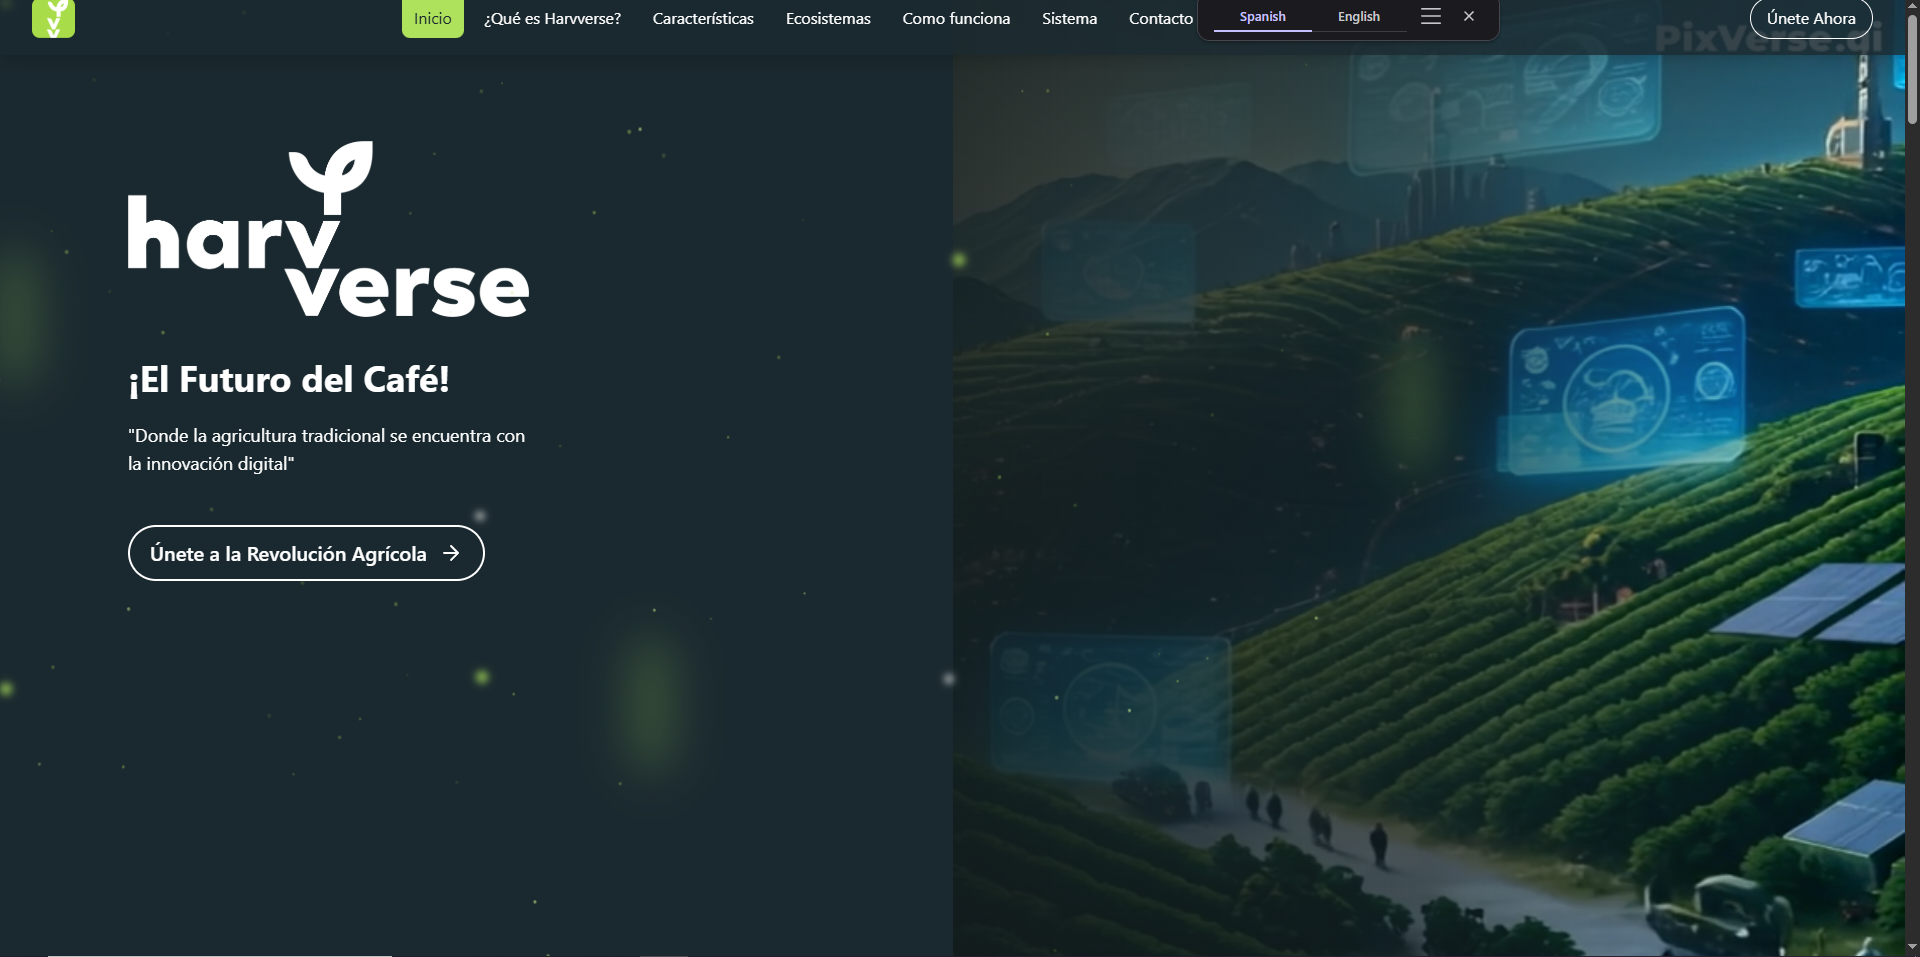 Inicio
¿Qué es Harvverse?
Características
Ecosistemas
Como funciona
Sistema
Contacto
Spanish
English
Únete Ahora
PixVerse.ai
harv
verse
¡El Futuro del Café!
"Donde la agricultura tradicional se encuentra con
la innovación digital"
Únete a la Revolución Agrícola →